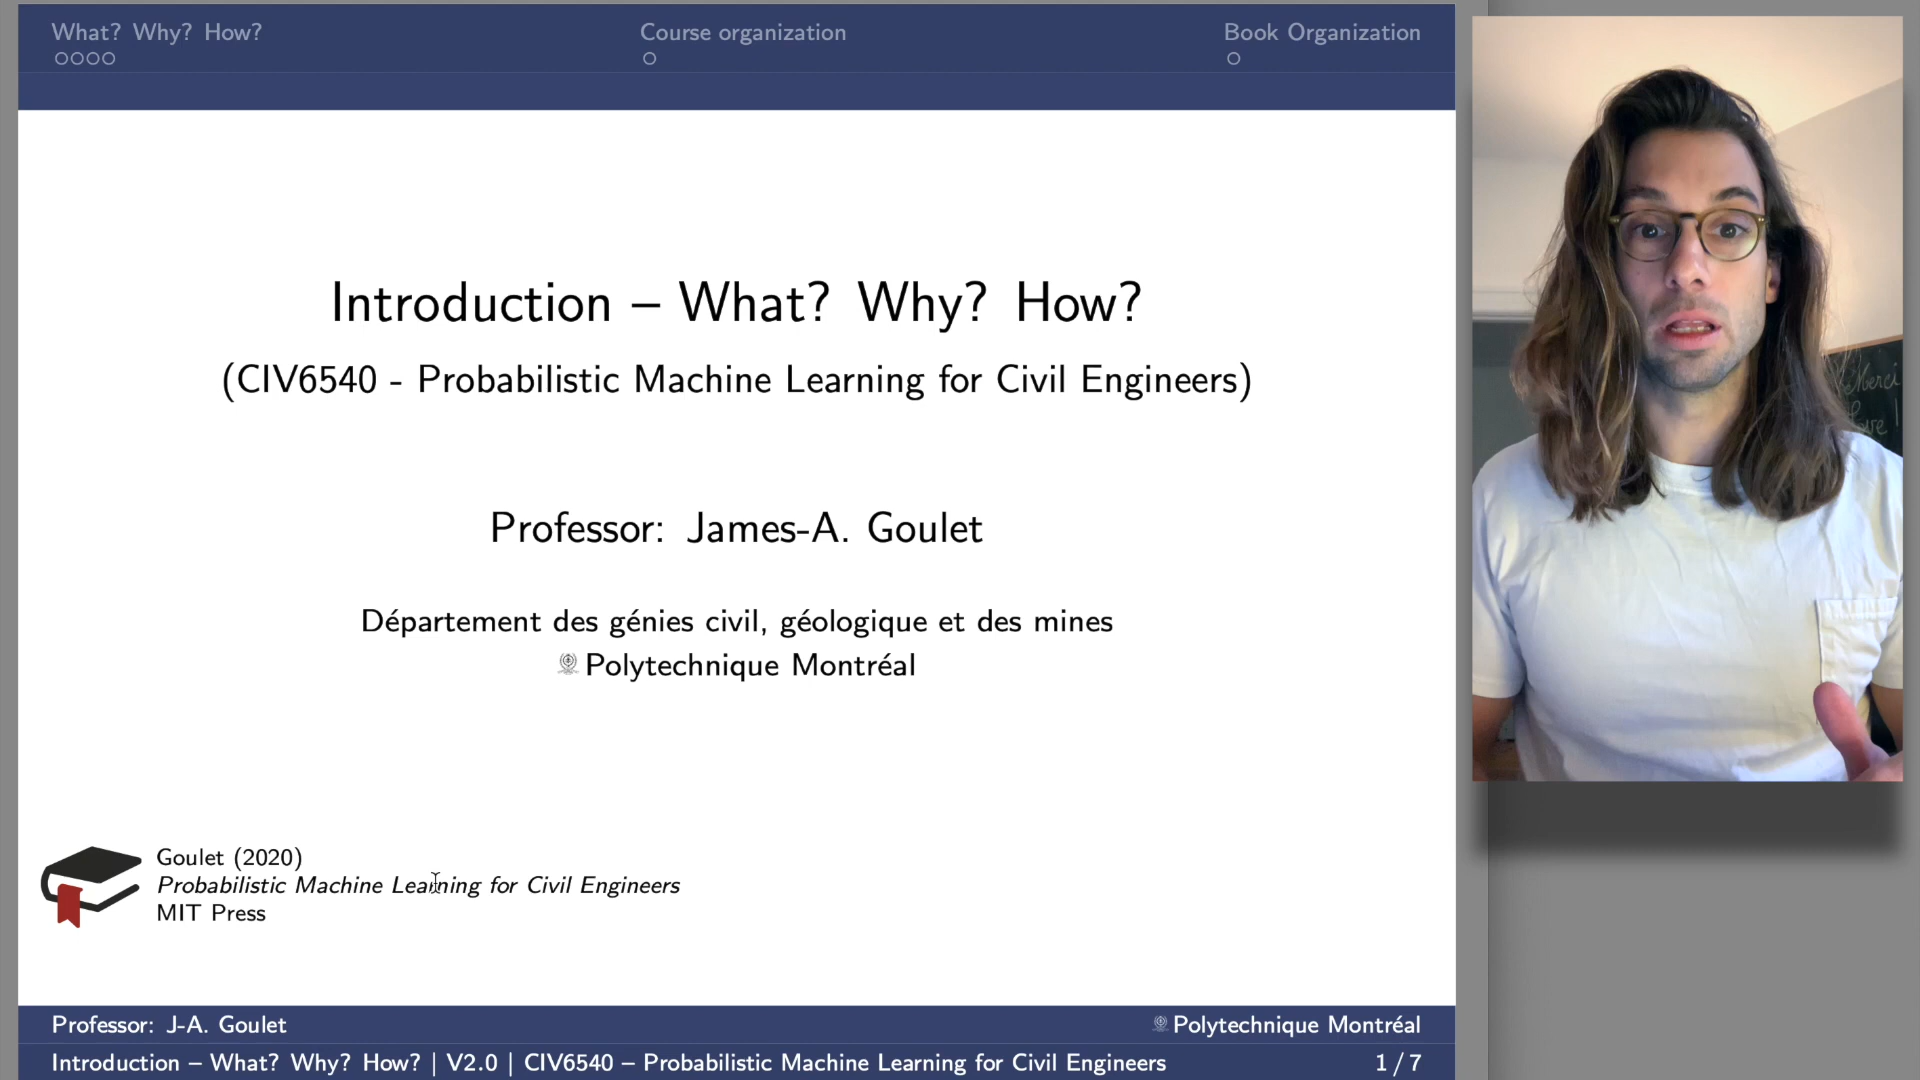 What? Why? How?
Course organization
Book Organization
Introduction – What? Why? How?
(CIV6540 - Probabilistic Machine Learning for Civil Engineers)
Professor: James-A. Goulet
Département des génies civil, géologique et des mines
Polytechnique Montréal
Goulet (2020)
Probabilistic Machine Learning for Civil Engineers
MIT Press
Professor: J-A. Goulet
Polytechnique Montréal
Introduction – What? Why? How? | V2.0 | CIV6540 – Probabilistic Machine Learning for Civil Engineers
1 / 7
Merci